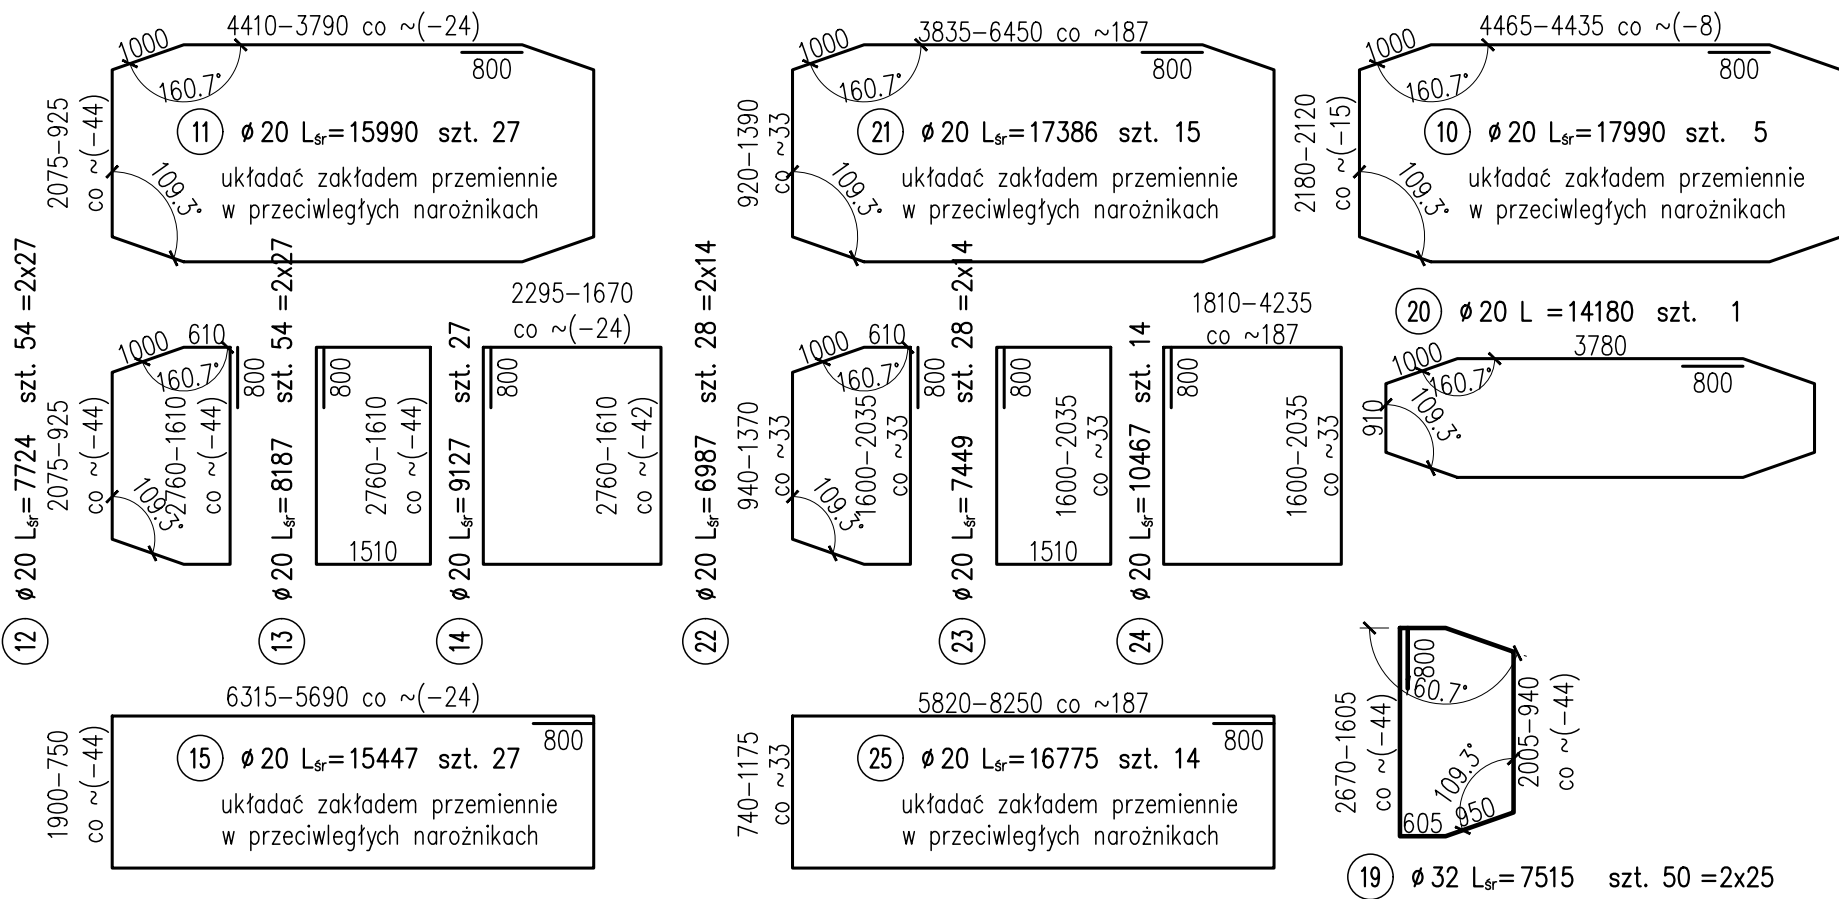 4410-3790 co ~(-24)
1000
800
160.7°
2075-925
co ~(-44)
109.3°
11 ø 20 Lśr=15990 szt. 27
układać zakładem przemiennie
w przeciwległych narożnikach
3835-6450 co ~187
1000
800
160.7°
920-1390
co ~33
109.3°
21 ø 20 Lśr=17386 szt. 15
układać zakładem przemiennie
w przeciwległych narożnikach
4465-4435 co ~(-8)
1000
800
160.7°
2180-2120
co ~(-15)
109.3°
10 ø 20 Lśr=17990 szt. 5
układać zakładem przemiennie
w przeciwległych narożnikach
12 ø 20 Lśr=7724 szt. 54 =2x27
2075-925
co ~(-44)
1000
610
160.7°
800
109.3°
2760-1610
co ~(-44)
13 ø 20 Lśr=8187 szt. 54 =2x27
800
2760-1610
co ~(-44)
1510
14 ø 20 Lśr=9127 szt. 27
2295-1670
co ~(-24)
800
2760-1610
co ~(-42)
22 ø 20 Lśr=6987 szt. 28 =2x14
940-1370
co ~33
1000
610
160.7°
800
109.3°
1600-2035
co ~33
23 ø 20 Lśr=7449 szt. 28 =2x14
800
1600-2035
co ~33
1510
24 ø 20 Lśr=10467 szt. 14
1810-4235
co ~187
800
1600-2035
co ~33
20 ø 20 L =14180 szt. 1
3780
1000
160.7°
800
910
109.3°
6315-5690 co ~(-24)
800
1900-750
co ~(-44)
15 ø 20 Lśr=15447 szt. 27
układać zakładem przemiennie
w przeciwległych narożnikach
5820-8250 co ~187
800
740-1175
co ~33
25 ø 20 Lśr=16775 szt. 14
układać zakładem przemiennie
w przeciwległych narożnikach
800
160.7°
2670-1605
co ~(-44)
2005-940
co ~(-44)
109.3°
605
950
19 ø 32 Lśr=7515 szt. 50 =2x25